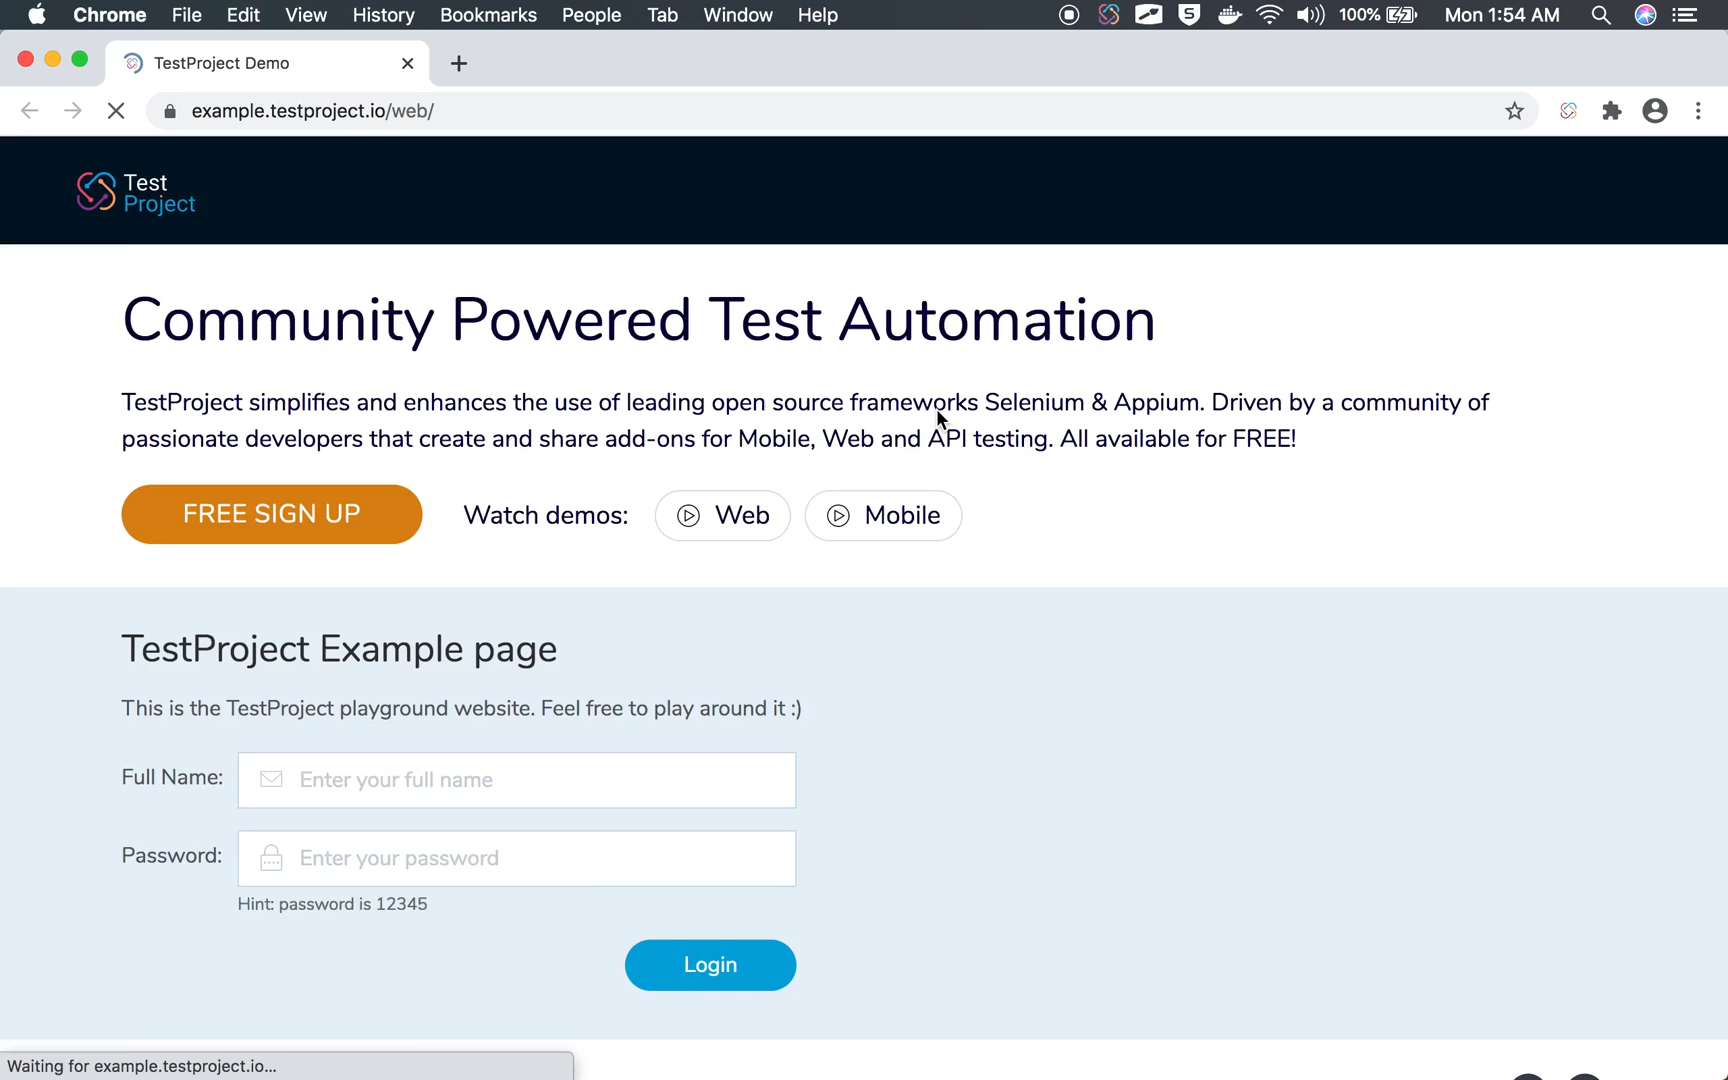 Chrome File Edit View History Bookmarks People Tab Window Help 100% Mon 1:54 AM
TestProject Demo
example.testproject.io/web/
Test
Project
Community Powered Test Automation
TestProject simplifies and enhances the use of leading open source frameworks Selenium & Appium. Driven by a community of
passionate developers that create and share add-ons for Mobile, Web and API testing. All available for FREE!
FREE SIGN UP Watch demos: Web Mobile
TestProject Example page
This is the TestProject playground website. Feel free to play around it :)
Full Name: Enter your full name
Password: Enter your password
Hint: password is 12345
Login
Waiting for example.testproject.io...